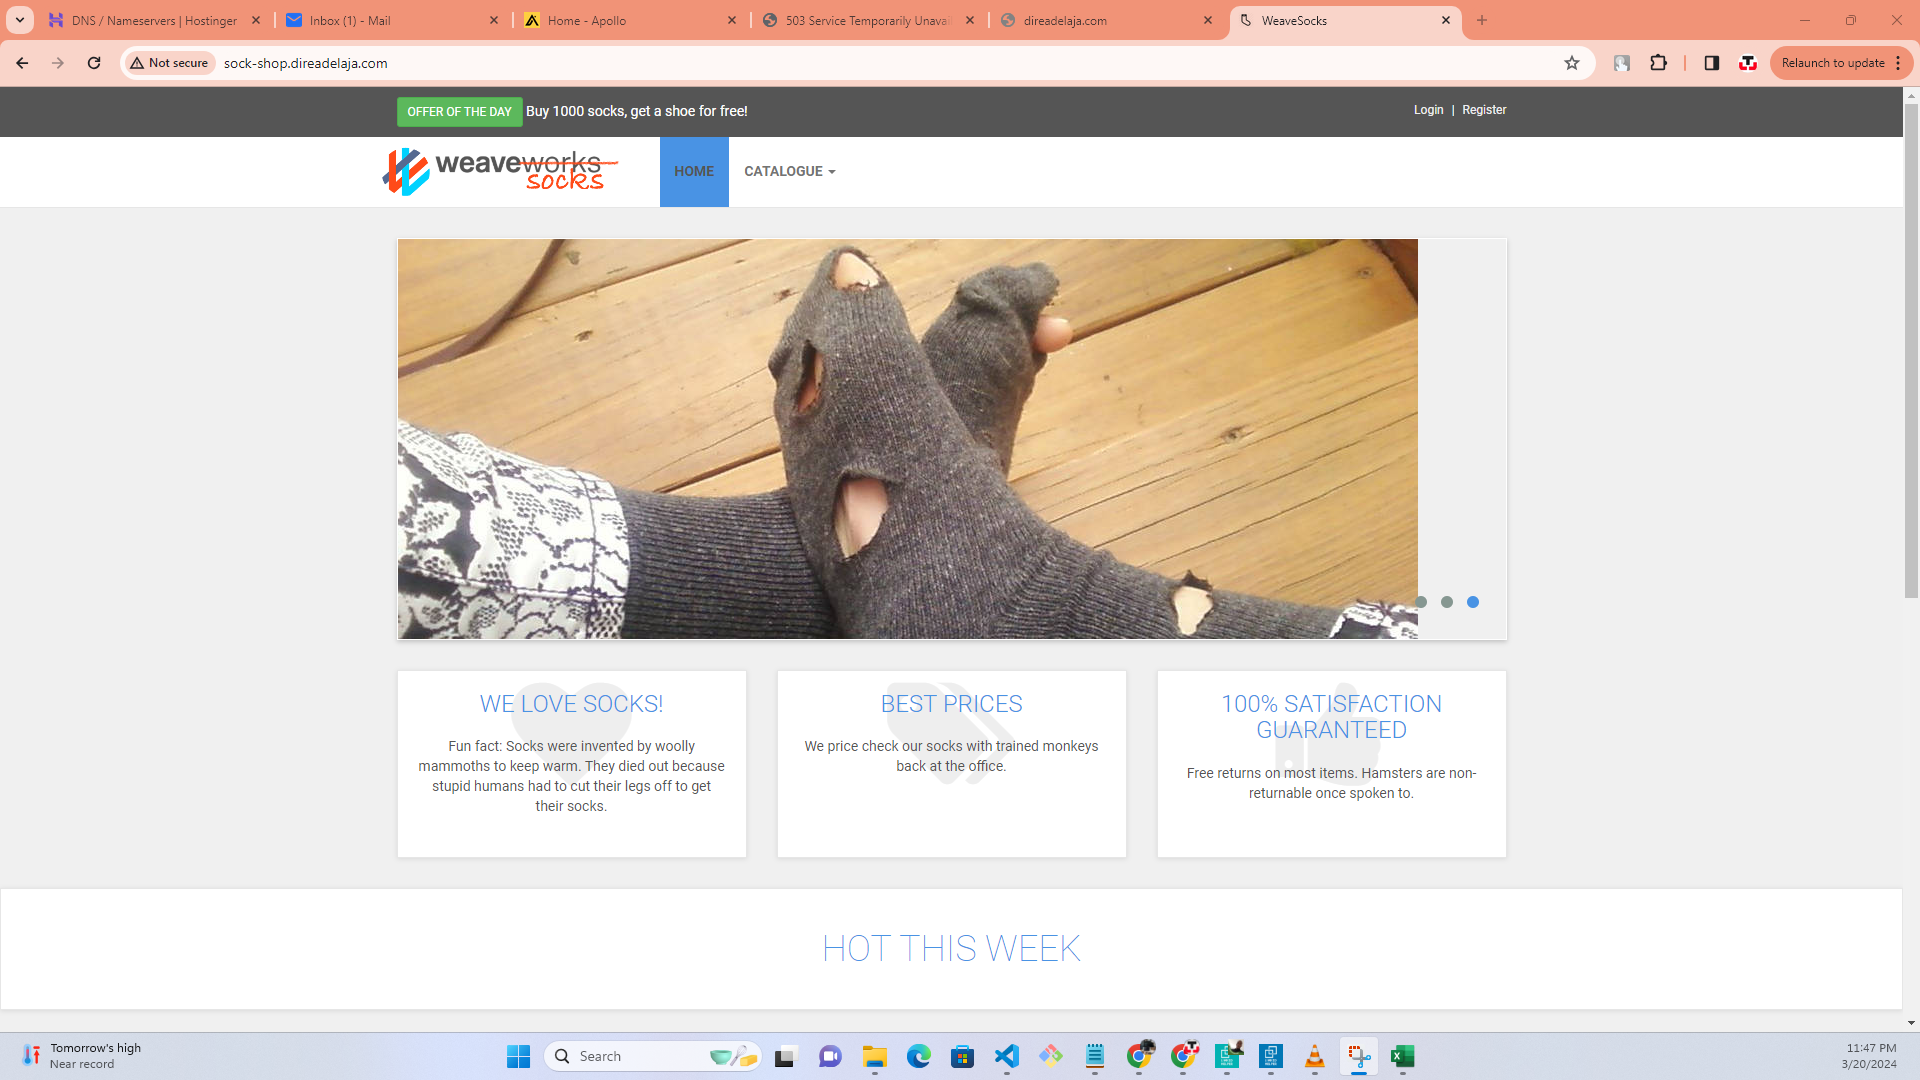 DNS / Nameservers | Hostinger
Inbox (1) - Mail
Home - Apollo
503 Service Temporarily Unavai
direadelaja.com
WeaveSocks
Not secure
sock-shop.direadelaja.com
Relaunch to update
OFFER OF THE DAY Buy 1000 socks, get a shoe for free!
Login | Register
weaveworks
socks
HOME
CATALOGUE
WE LOVE SOCKS!
Fun fact: Socks were invented by woolly
mammoths to keep warm. They died out because
stupid humans had to cut their legs off to get
their socks.
BEST PRICES
We price check our socks with trained monkeys
back at the office.
100% SATISFACTION
GUARANTEED
Free returns on most items. Hamsters are non-
returnable once spoken to.
HOT THIS WEEK
Tomorrow's high
Near record
Search
11:47 PM
3/20/2024